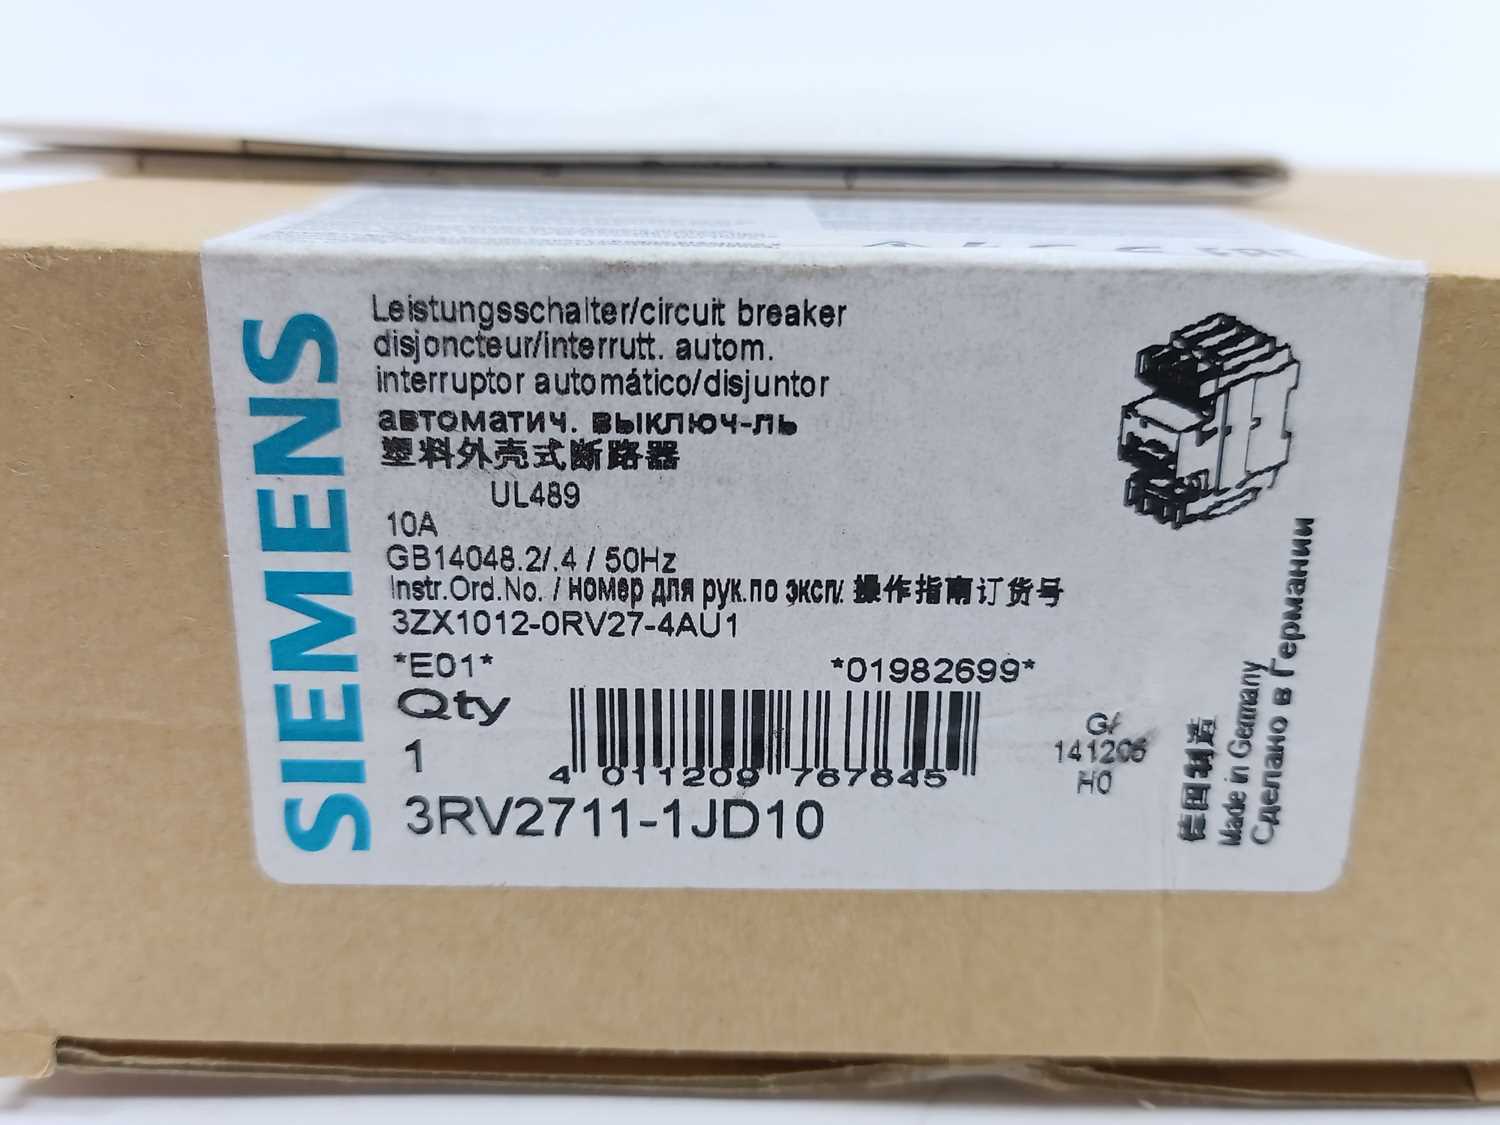 SIEMENS
Leistungsschalter/circuit breaker
disjoncteur/interrutt. autom.
interruptor automático/disjuntor
автоматич. выключ-ль
塑料外壳式断路器
UL489
10A
GB14048.2/.4 / 50Hz
Instr.Ord.No. / номер для рук.по эксп/. 操作指南订货号
3ZX1012-0RV27-4AU1
*E01* *01982699*
Qty
1
4 011209 767645
3RV2711-1JD10
G/
141206
H0
德国制造
Made in Germany
Сделано в Германии